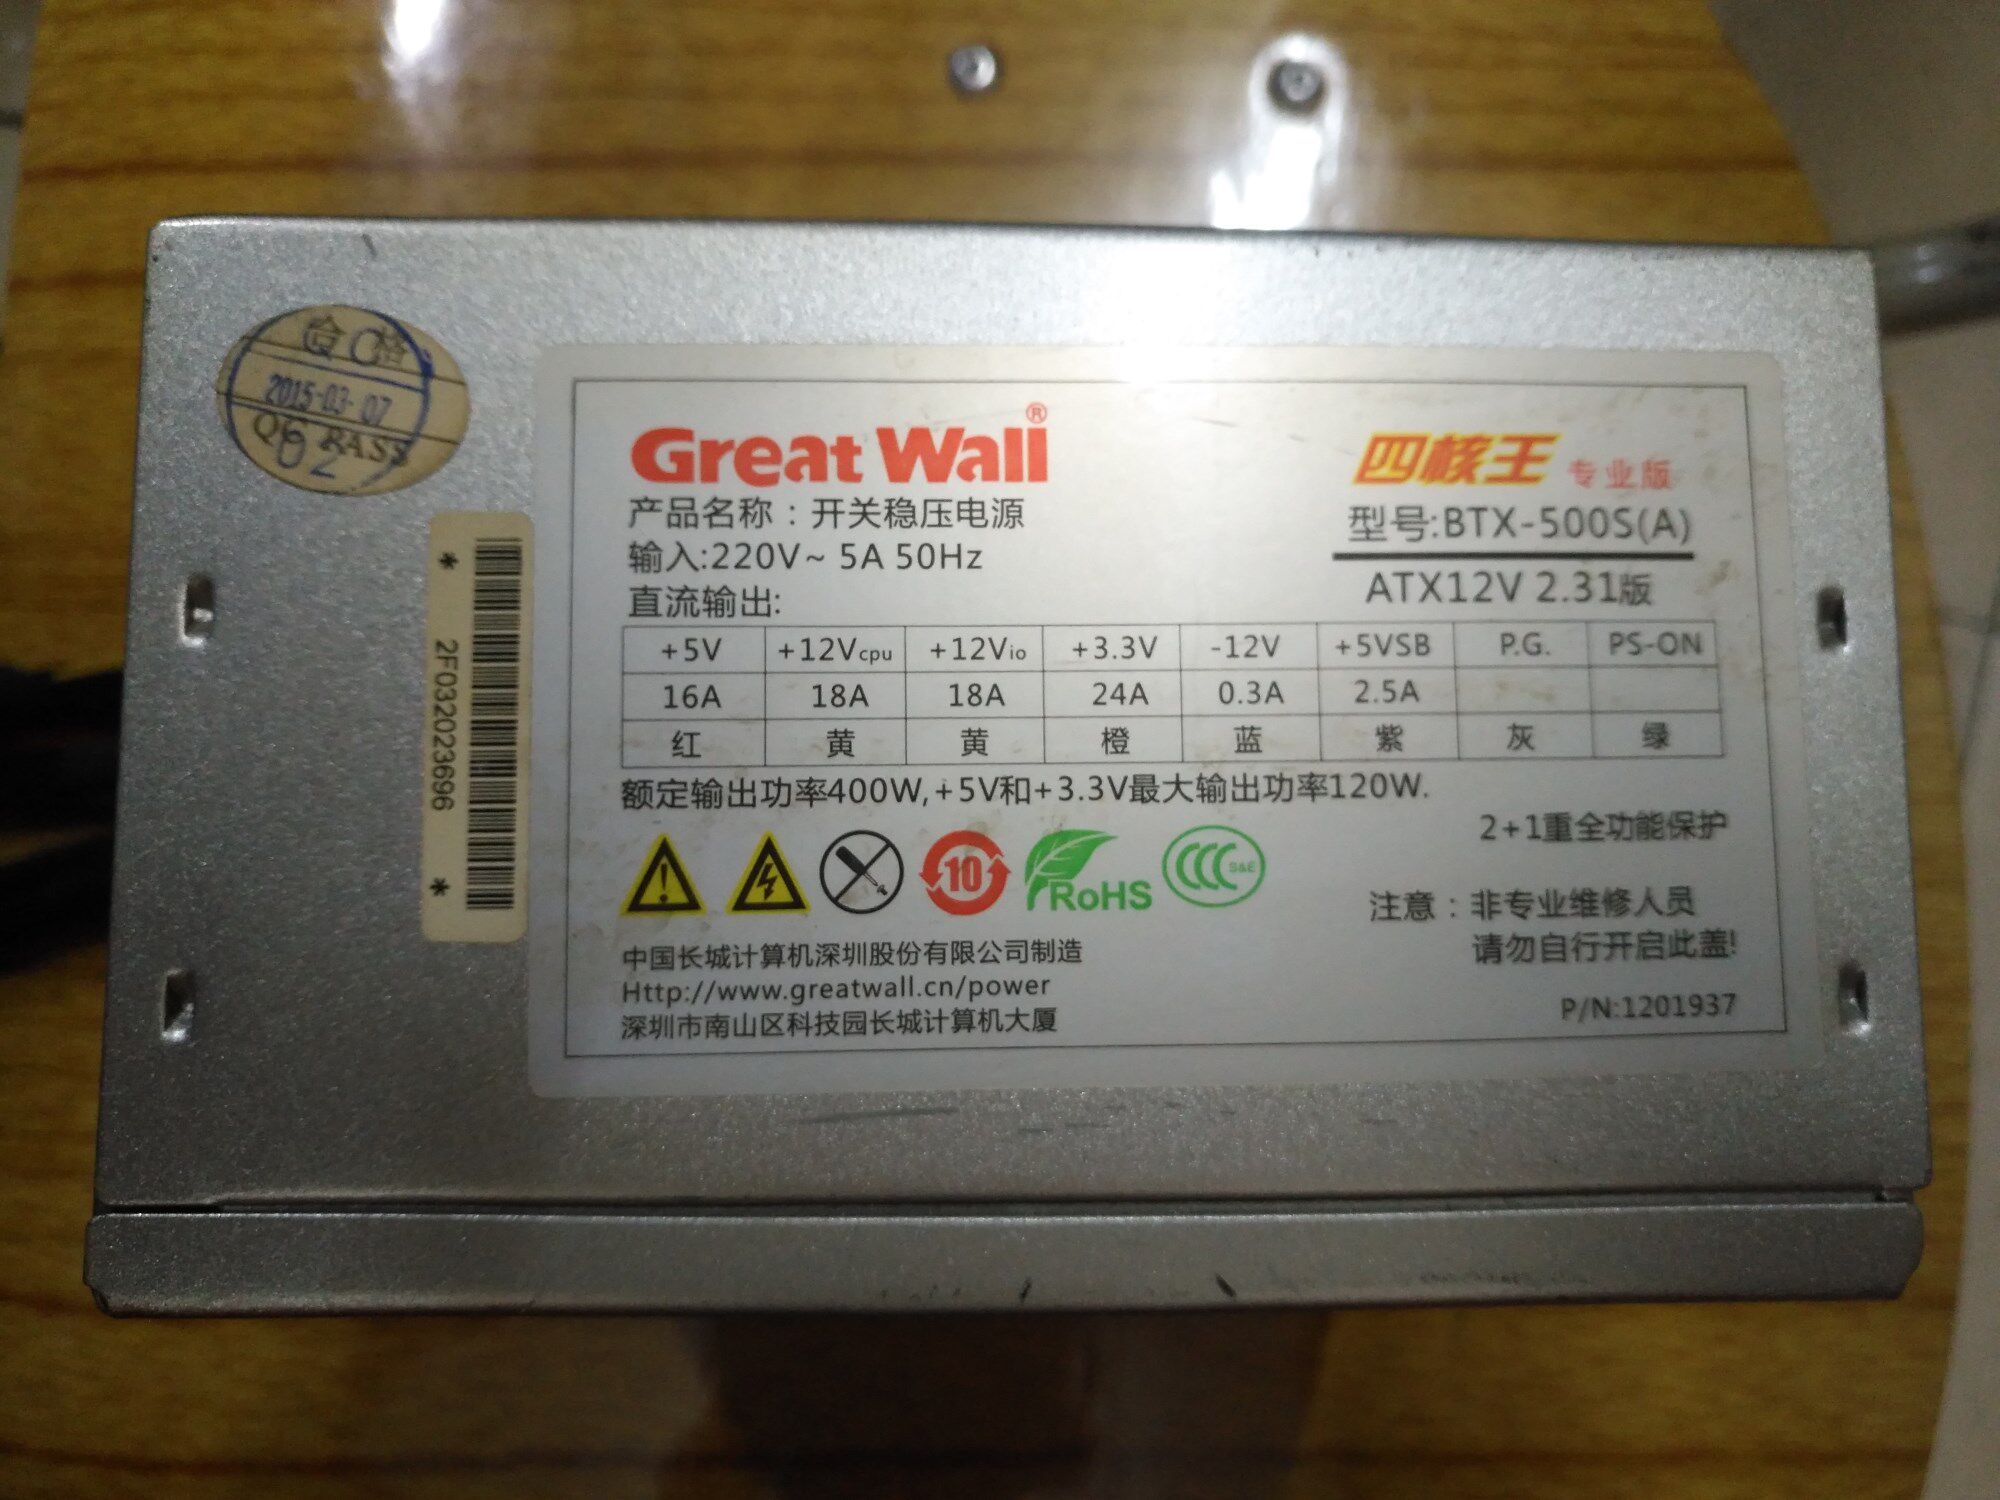 合格
QC
2015-03-07
QC PASS
62
* 2F0320236​96 *
Great Wall®
四核王 专业版
产品名称：开关稳压电源
型号:BTX-500S(A)
输入:220V~ 5A 50Hz
ATX12V 2.31版
直流输出:
+5V +12Vcpu +12Vio +3.3V -12V +5VSB P.G. PS-ON
16A 18A 18A 24A 0.3A 2.5A
红 黄 黄 橙 蓝 紫 灰 绿
额定输出功率400W,+5V和+3.3V最大输出功率120W.
2+1重全功能保护
10
RoHS
CCC S&E
注意：非专业维修人员
请勿自行开启此盖!
中国长城计算机深圳股份有限公司制造
Http://www.greatwall.cn/power
深圳市南山区科技园长城计算机大厦
P/N:1201937